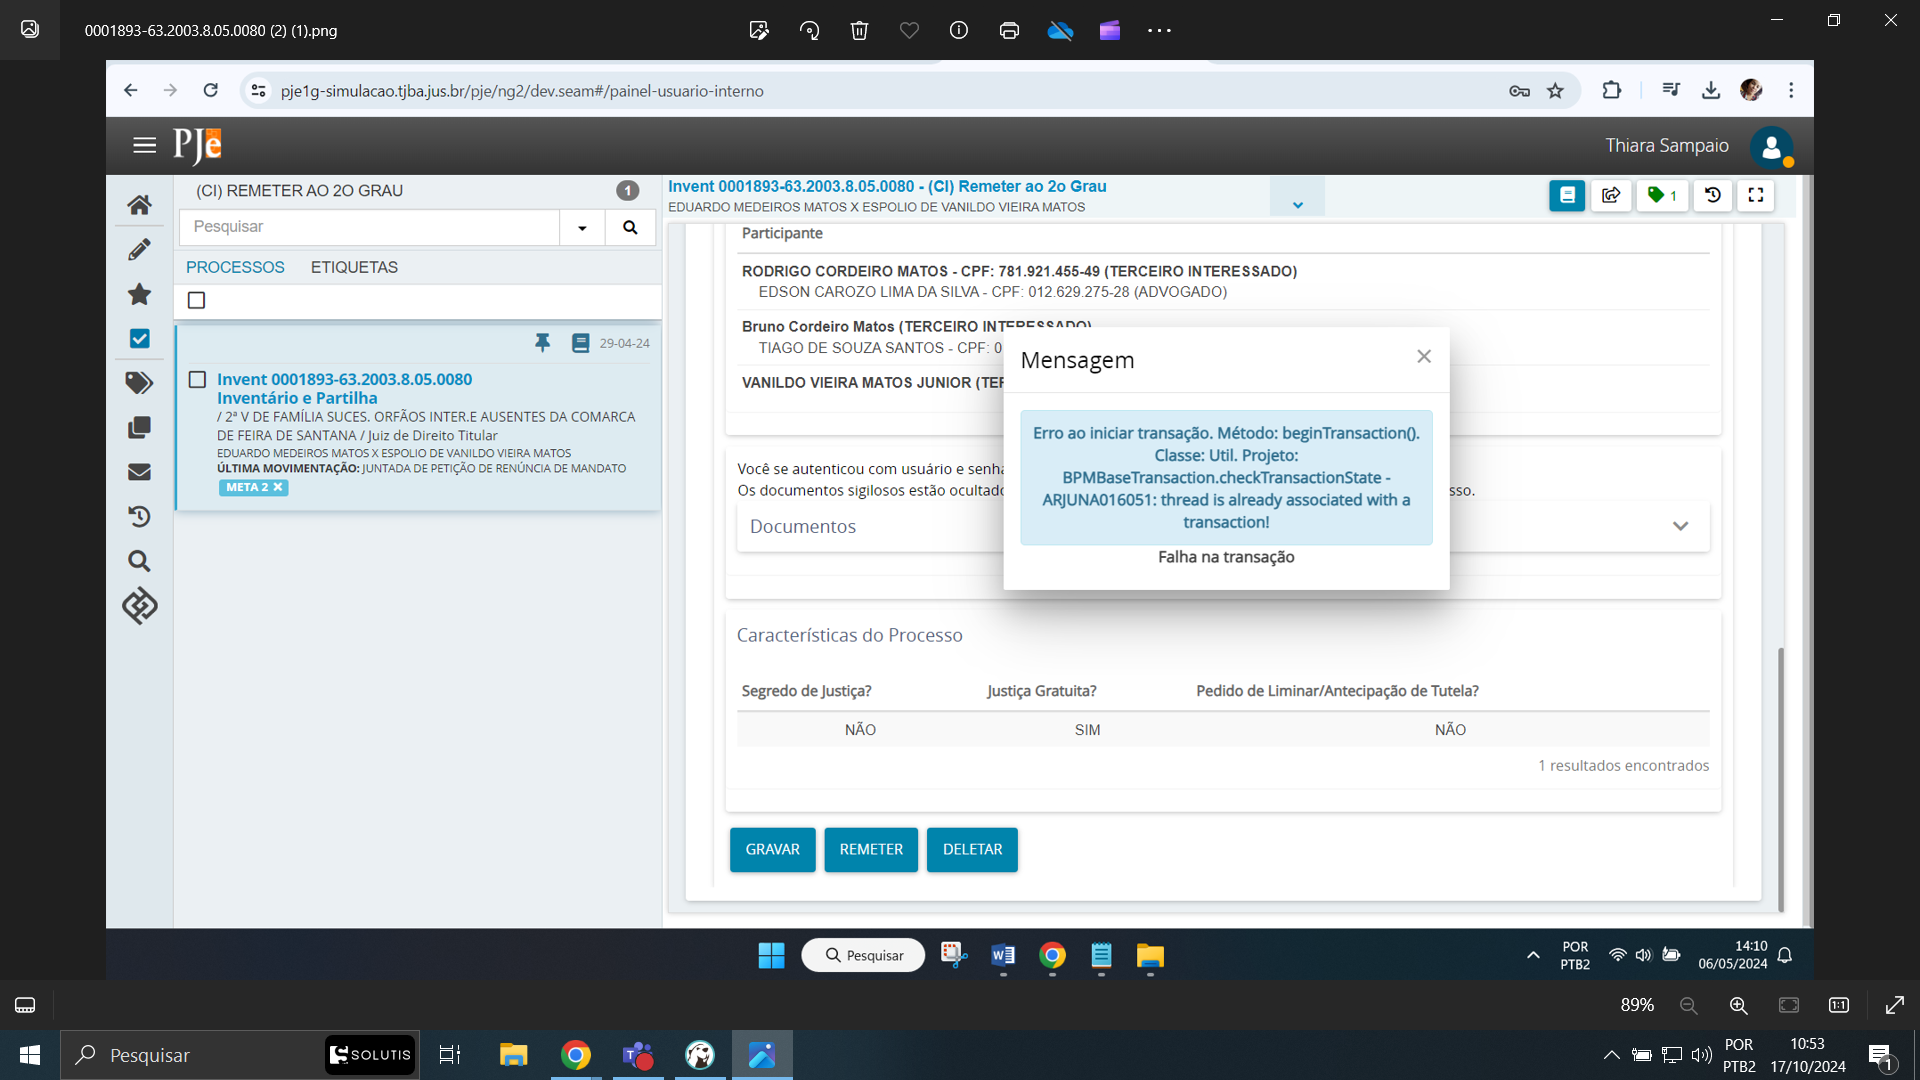 0001893-63.2003.8.05.0080 (2) (1).png
pje1g-simulacao.tjba.jus.br/pje/ng2/dev.seam#/painel-usuario-interno
PJe
Thiara Sampaio
(CI) REMETER AO 2O GRAU
1
Pesquisar
PROCESSOS
ETIQUETAS
29-04-24
Invent 0001893-63.2003.8.05.0080
Inventário e Partilha
/ 2ª V DE FAMÍLIA SUCES. ORFÃOS INTER.E AUSENTES DA COMARCA
DE FEIRA DE SANTANA / Juiz de Direito Titular
EDUARDO MEDEIROS MATOS X ESPOLIO DE VANILDO VIEIRA MATOS
ÚLTIMA MOVIMENTAÇÃO: JUNTADA DE PETIÇÃO DE RENÚNCIA DE MANDATO
META 2 ✕
Invent 0001893-63.2003.8.05.0080 - (CI) Remeter ao 2o Grau
EDUARDO MEDEIROS MATOS X ESPOLIO DE VANILDO VIEIRA MATOS
1
Participante
RODRIGO CORDEIRO MATOS - CPF: 781.921.455-49 (TERCEIRO INTERESSADO)
EDSON CAROZO LIMA DA SILVA - CPF: 012.629.275-28 (ADVOGADO)
Bruno Cordeiro Matos (TERCEIRO INTERESSADO)
TIAGO DE SOUZA SANTOS - CPF: 0
VANILDO VIEIRA MATOS JUNIOR (TER
Você se autenticou com usuário e senha
Os documentos sigilosos estão ocultado
sso.
Documentos
Mensagem
×
Erro ao iniciar transação. Método: beginTransaction().
Classe: Util. Projeto:
BPMBaseTransaction.checkTransactionState -
ARJUNA016051: thread is already associated with a
transaction!
Falha na transação
Características do Processo
Segredo de Justiça?
Justiça Gratuita?
Pedido de Liminar/Antecipação de Tutela?
NÃO
SIM
NÃO
1 resultados encontrados
GRAVAR
REMETER
DELETAR
Pesquisar
POR
PTB2
14:10
06/05/2024
89%
1:1
Pesquisar
SOLUTIS
POR
PTB2
10:53
17/10/2024
1